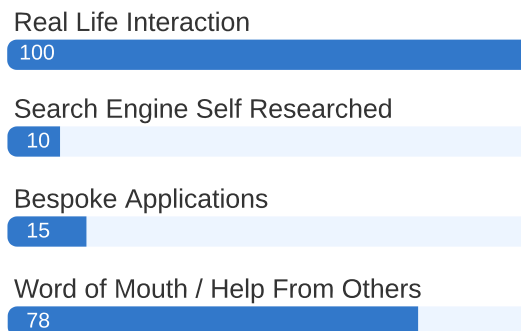 Real Life Interaction
100
Search Engine Self Researched
10
Bespoke Applications
15
Word of Mouth / Help From Others
78